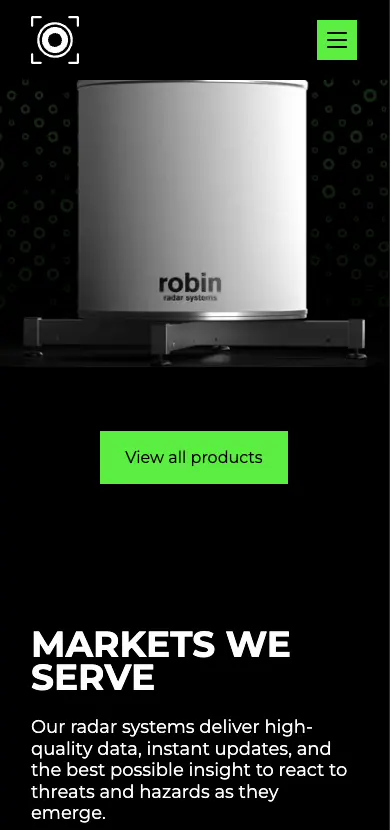 robin
radar systems
View all products
MARKETS WE
SERVE
Our radar systems deliver high-
quality data, instant updates, and
the best possible insight to react to
threats and hazards as they
emerge.